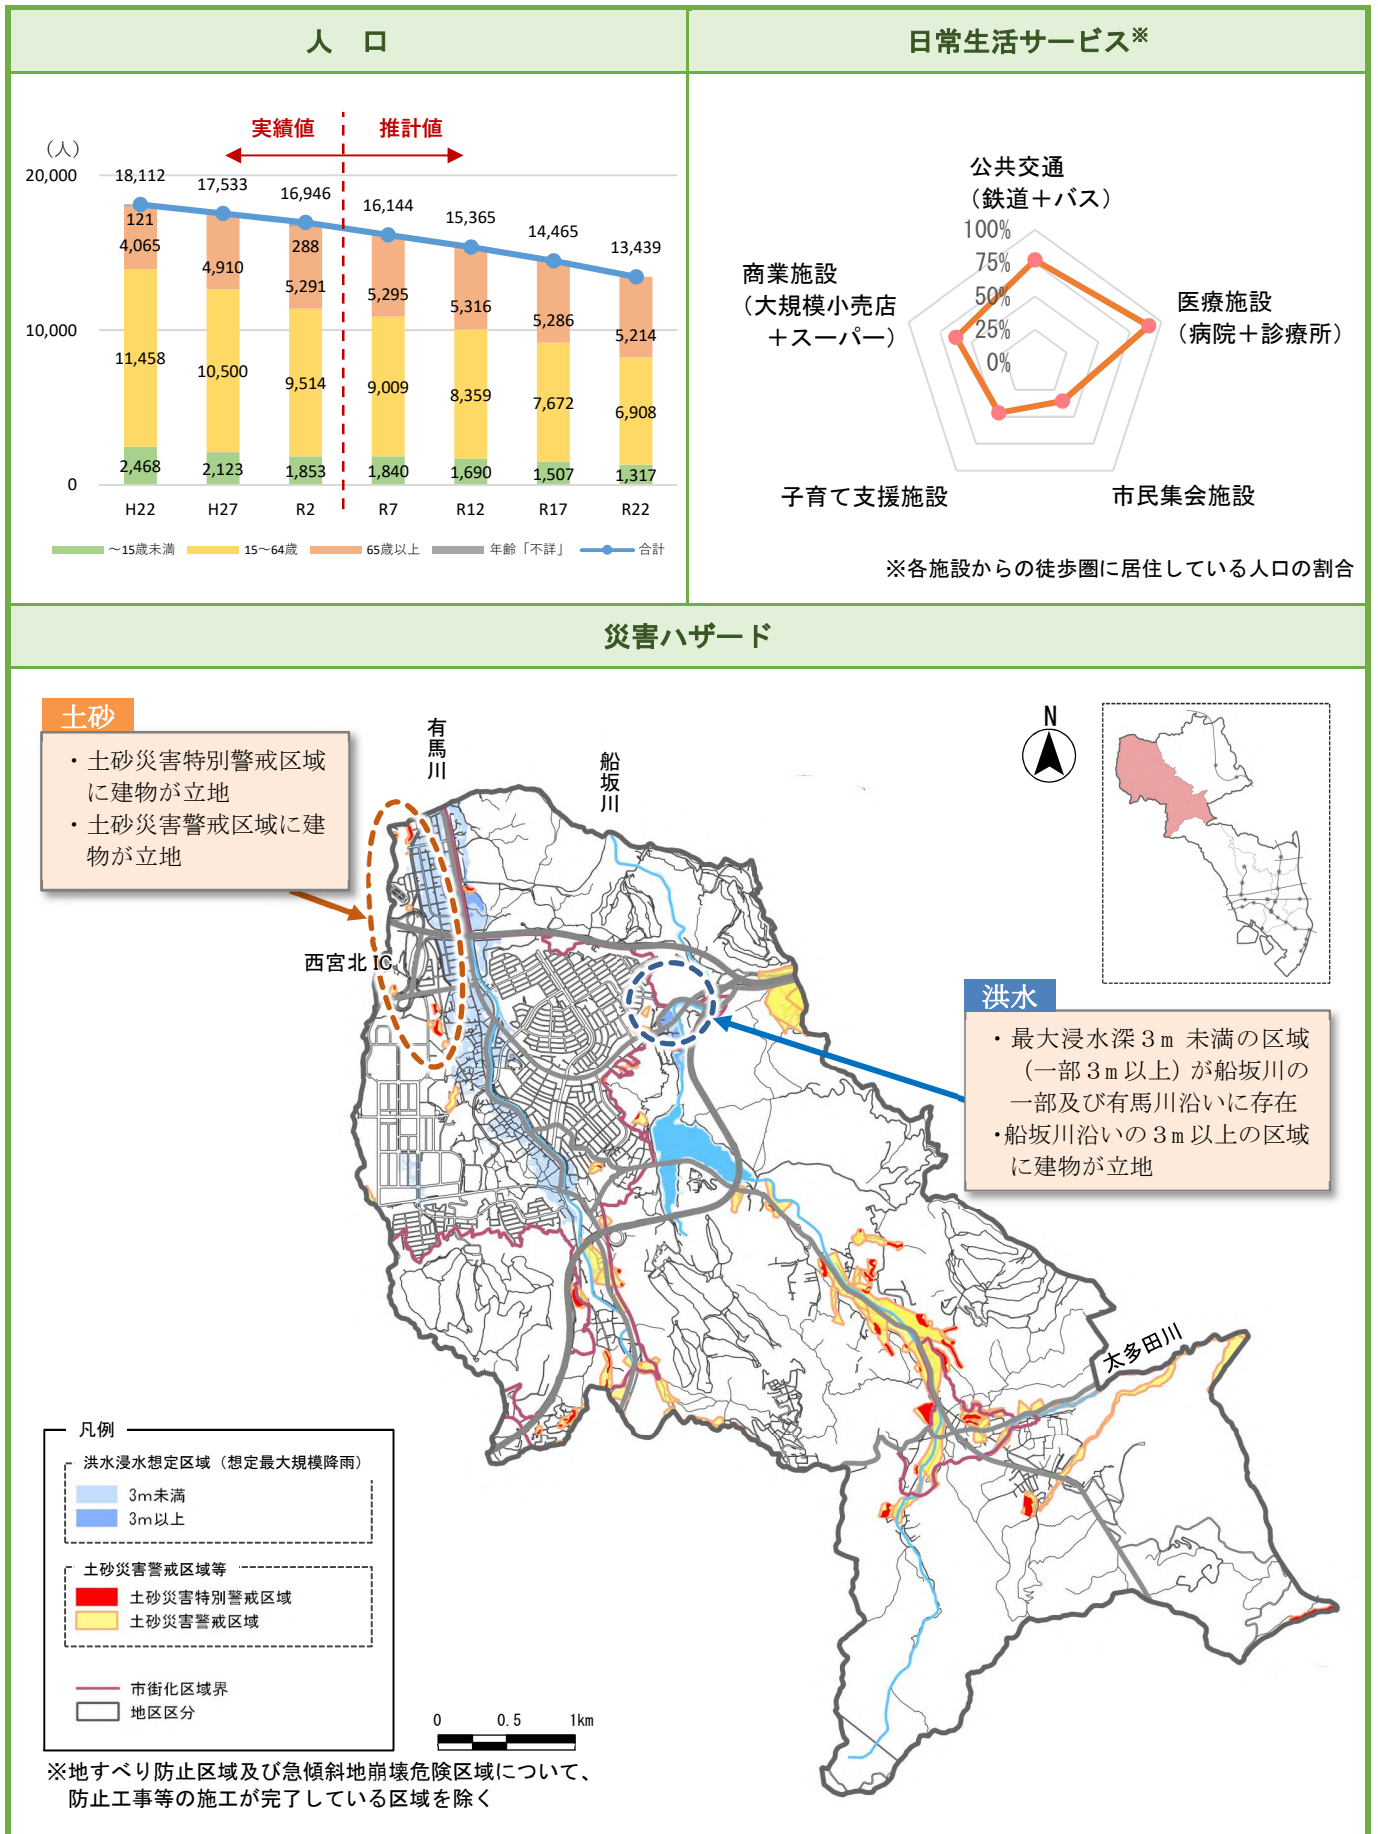 人　口
日常生活サービス※
実績値
推計値
（人）
20,000
10,000
0
18,112
17,533
16,946
16,144
15,365
14,465
13,439
121
288
4,065
4,910
5,291
5,295
5,316
5,286
5,214
11,458
10,500
9,514
9,009
8,359
7,672
6,908
2,468
2,123
1,853
1,840
1,690
1,507
1,317
H22
H27
R2
R7
R12
R17
R22
～15歳未満
15～64歳
65歳以上
年齢「不詳」
合計
公共交通
（鉄道＋バス）
100%
75%
50%
25%
0%
商業施設
（大規模小売店
＋スーパー）
医療施設
（病院＋診療所）
子育て支援施設
市民集会施設
※各施設からの徒歩圏に居住している人口の割合
災害ハザード
土砂
・土砂災害特別警戒区域
に建物が立地
・土砂災害警戒区域に建
物が立地
有馬川
船坂川
N
西宮北IC
洪水
・最大浸水深３m 未満の区域
（一部３m以上）が船坂川の
一部及び有馬川沿いに存在
・船坂川沿いの３m以上の区域
に建物が立地
太多田川
凡例
洪水浸水想定区域（想定最大規模降雨）
3m未満
3m以上
土砂災害警戒区域等
土砂災害特別警戒区域
土砂災害警戒区域
市街化区域界
地区区分
0
0.5
1km
※地すべり防止区域及び急傾斜地崩壊危険区域について、
防止工事等の施工が完了している区域を除く